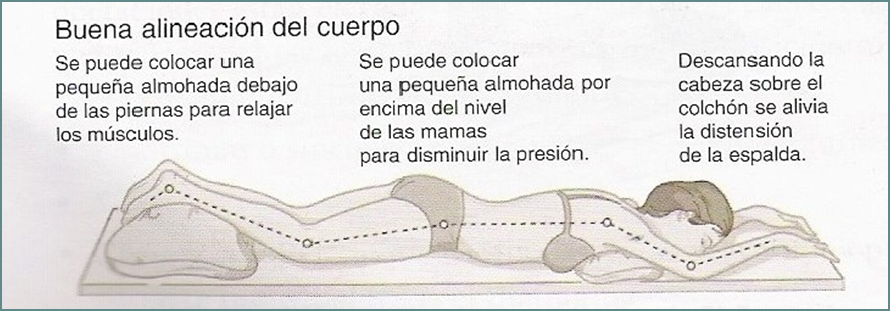 Buena alineación del cuerpo
Se puede colocar una
pequeña almohada debajo
de las piernas para relajar
los músculos.
Se puede colocar
una pequeña almohada por
encima del nivel
de las mamas
para disminuir la presión.
Descansando la
cabeza sobre el
colchón se alivia
la distensión
de la espalda.